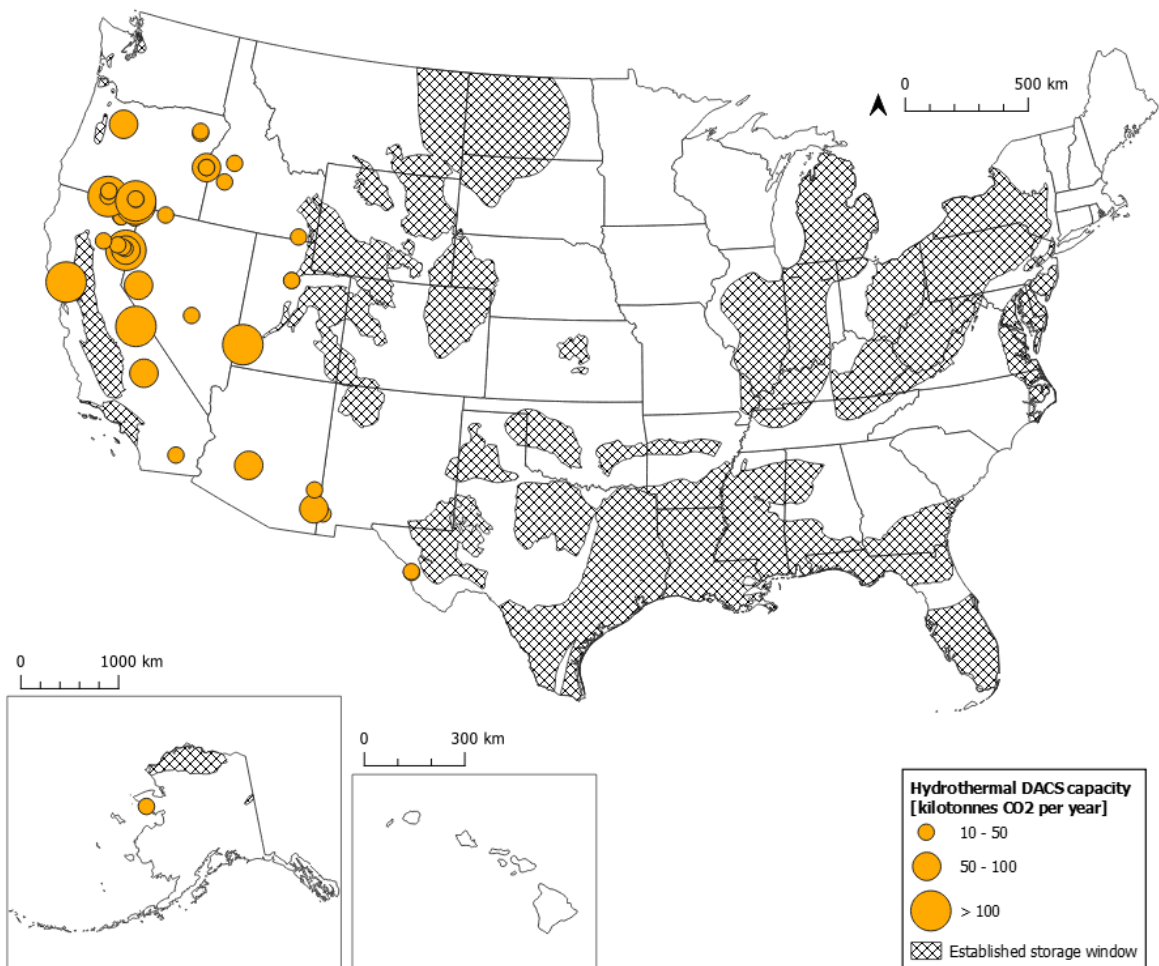 0 500 km
0 1000 km
0 300 km
Hydrothermal DACS capacity
[kilotonnes CO2 per year]
10 - 50
50 - 100
> 100
Established storage window